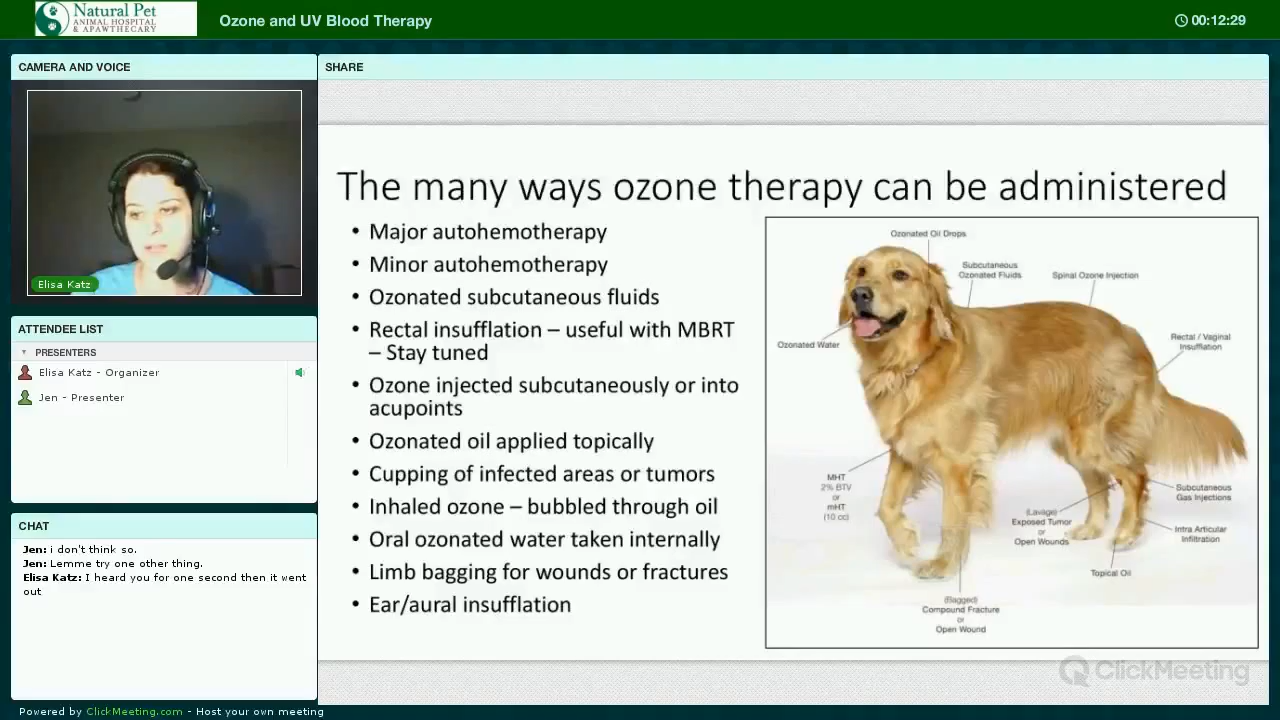 Natural Pet
ANIMAL HOSPITAL
& APAWTHECARY
Ozone and UV Blood Therapy
00:12:29
CAMERA AND VOICE
Elisa Katz
ATTENDEE LIST
PRESENTERS
Elisa Katz - Organizer
Jen - Presenter
CHAT
Jen: i don't think so.
Jen: Lemme try one other thing.
Elisa Katz: I heard you for one second then it went
out
SHARE
The many ways ozone therapy can be administered
• Major autohemotherapy
• Minor autohemotherapy
• Ozonated subcutaneous fluids
• Rectal insufflation – useful with MBRT
– Stay tuned
• Ozone injected subcutaneously or into
acupoints
• Ozonated oil applied topically
• Cupping of infected areas or tumors
• Inhaled ozone – bubbled through oil
• Oral ozonated water taken internally
• Limb bagging for wounds or fractures
• Ear/aural insufflation
Ozonated Oil Drops
Subcutaneous
Ozonated Fluids
Spinal Ozone Injection
Ozonated Water
Rectal / Vaginal
Insufflation
MHT
2% BTV
or
mHT
(10 cc)
(Lavage)
Exposed Tumor
or
Open Wounds
Subcutaneous
Gas Injections
Intra Articular
Infiltration
Topical Oil
(Bagged)
Compound Fracture
or
Open Wound
ClickMeeting
Powered by ClickMeeting.com - Host your own meeting